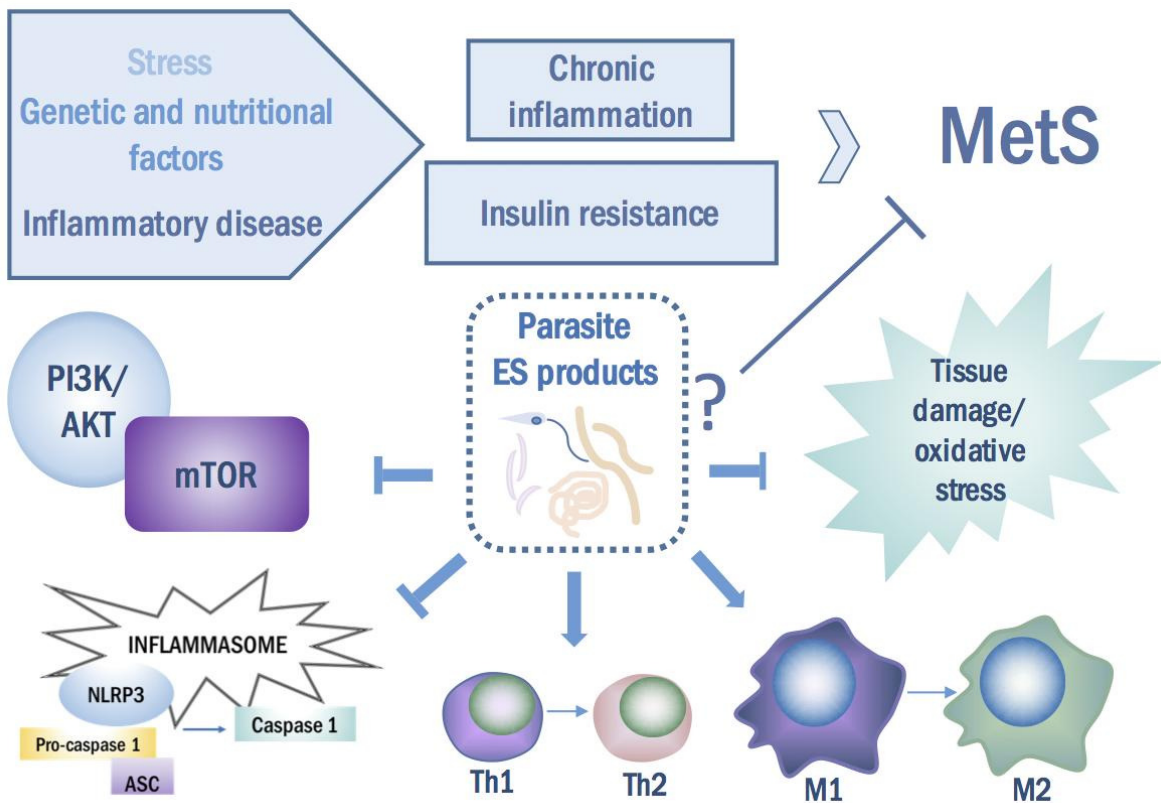 Stress
Genetic and nutritional
factors
Inflammatory disease
Chronic
inflammation
Insulin resistance
MetS
PI3K/
AKT
mTOR
Parasite
ES products
?
Tissue
damage/
oxidative
stress
INFLAMMASOME
NLRP3
Pro-caspase 1
ASC
Caspase 1
Th1
Th2
M1
M2